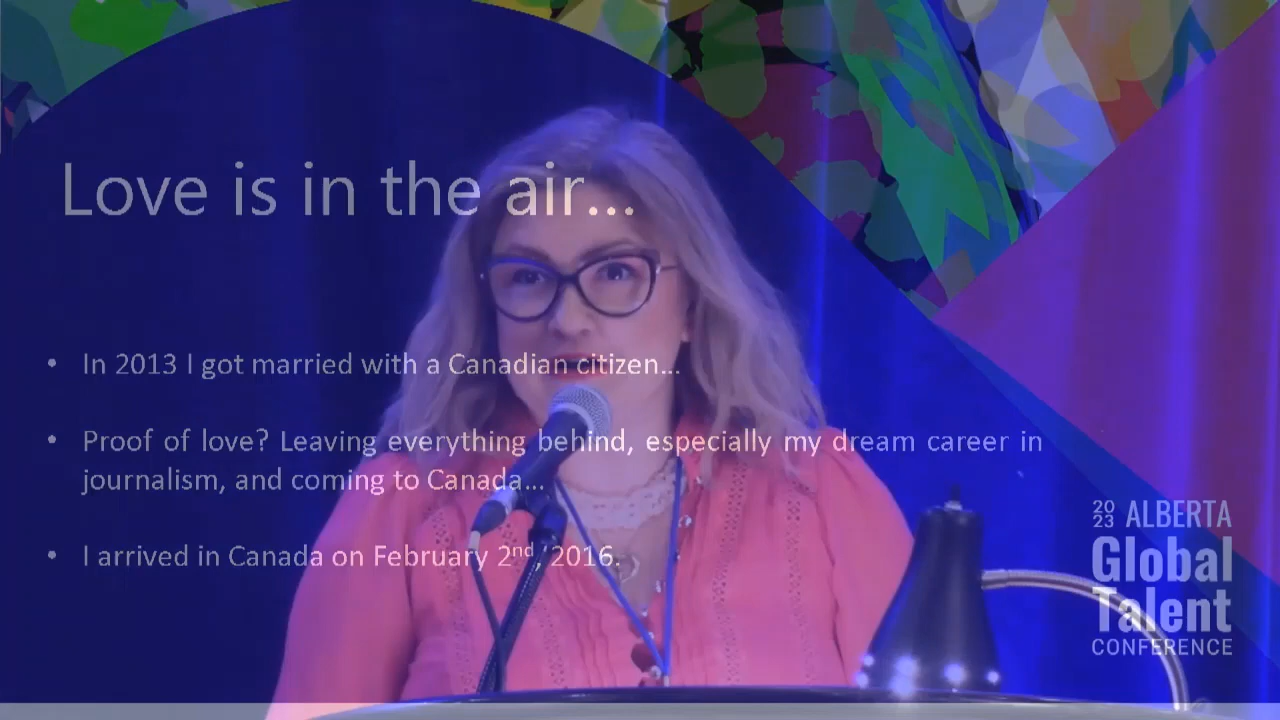 Love is in the air...
• In 2013 I got married with a Canadian citizen...
• Proof of love? Leaving everything behind, especially my dream career in
journalism, and coming to Canada...
• I arrived in Canada on February 2nd, 2016.
2023 ALBERTA
Global
Talent
CONFERENCE